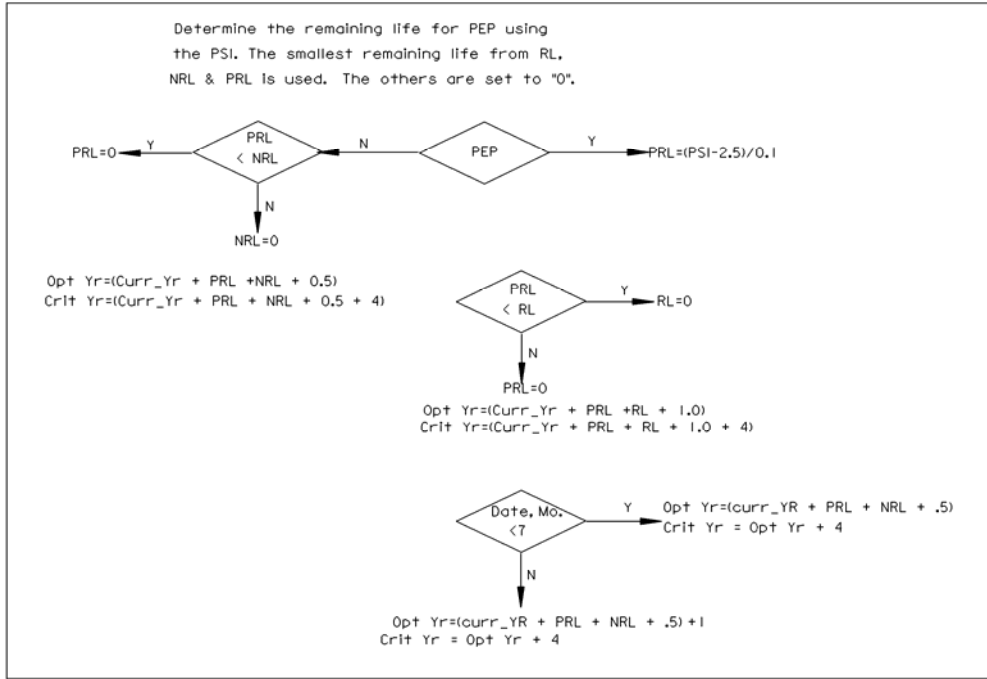 Determine the remaining life for PEP using
the PSI. The smallest remaining life from RL,
NRL & PRL is used. The others are set to "0".
PRL=0
Y
PRL
< NRL
N
PEP
Y
PRL=(PSI-2.5)/0.1
N
NRL=0
Opt Yr=(Curr_Yr + PRL +NRL + 0.5)
Crit Yr=(Curr_Yr + PRL + NRL + 0.5 + 4)
PRL
< RL
Y
RL=0
N
PRL=0
Opt Yr=(Curr_Yr + PRL +RL + 1.0)
Crit Yr=(Curr_Yr + PRL + RL + 1.0 + 4)
Date, Mo.
<7
Y
Opt Yr=(curr_YR + PRL + NRL + .5)
Crit Yr = Opt Yr + 4
N
Opt Yr=(curr_YR + PRL + NRL + .5) +1
Crit Yr = Opt Yr + 4